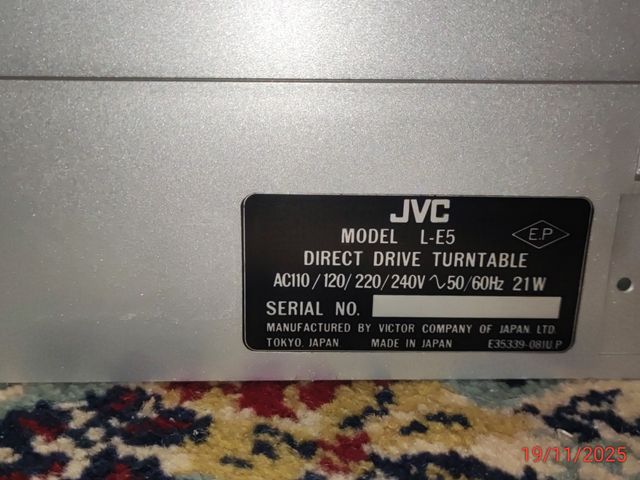 JVC
MODEL L-E5
E.P
DIRECT DRIVE TURNTABLE
AC110/120/220/240V ∿ 50/60Hz 21W
SERIAL NO.
MANUFACTURED BY VICTOR COMPANY OF JAPAN, LTD.
TOKYO, JAPAN MADE IN JAPAN E35339-081U P
19/11/2025